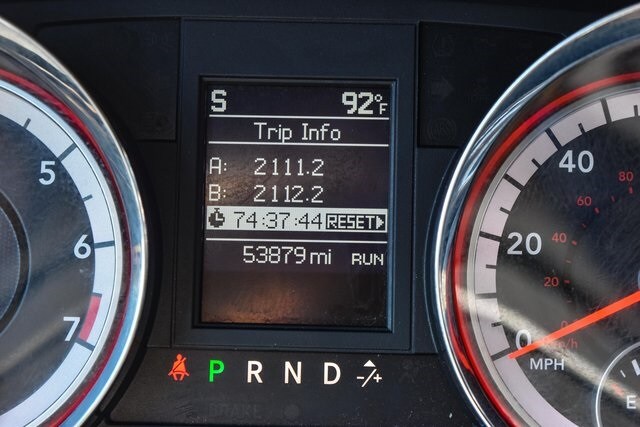 S 92°F
Trip Info
A: 2111.2
B: 2112.2
74:37:44 RESET
53879 mi RUN
5
6
7
P R N D -/+
80
60
40
40
20
20
0
MPH
E